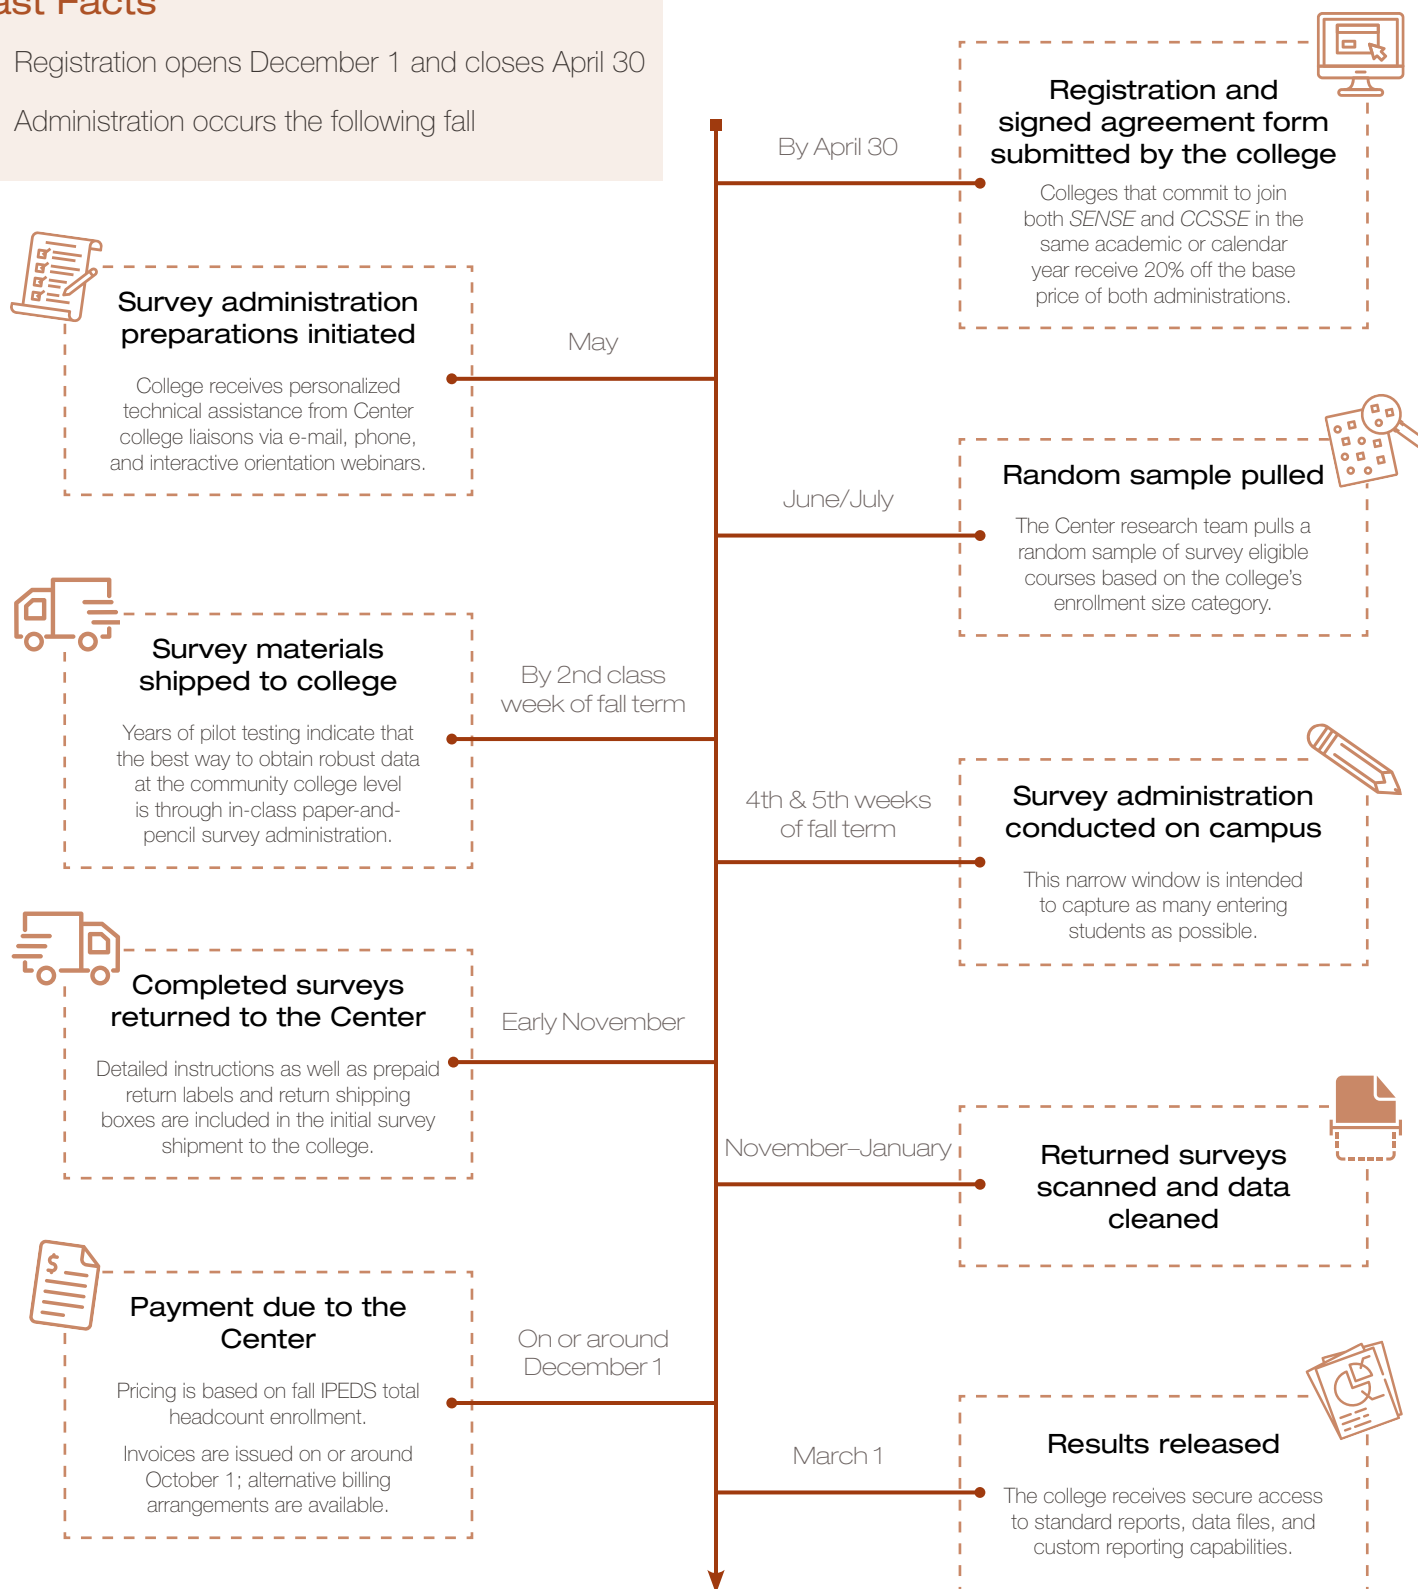 Fast Facts
Registration opens December 1 and closes April 30
Administration occurs the following fall
By April 30
Registration and
signed agreement form
submitted by the college
Colleges that commit to join
both SENSE and CCSSE in the
same academic or calendar
year receive 20% off the base
price of both administrations.
May
Survey administration
preparations initiated
College receives personalized
technical assistance from Center
college liaisons via e-mail, phone,
and interactive orientation webinars.
June/July
Random sample pulled
The Center research team pulls a
random sample of survey eligible
courses based on the college’s
enrollment size category.
By 2nd class
week of fall term
Survey materials
shipped to college
Years of pilot testing indicate that
the best way to obtain robust data
at the community college level
is through in-class paper-and-
pencil survey administration.
4th & 5th weeks
of fall term
Survey administration
conducted on campus
This narrow window is intended
to capture as many entering
students as possible.
Early November
Completed surveys
returned to the Center
Detailed instructions as well as prepaid
return labels and return shipping
boxes are included in the initial survey
shipment to the college.
November–January
Returned surveys
scanned and data
cleaned
On or around
December 1
$
Payment due to the
Center
Pricing is based on fall IPEDS total
headcount enrollment.
Invoices are issued on or around
October 1; alternative billing
arrangements are available.
March 1
Results released
The college receives secure access
to standard reports, data files, and
custom reporting capabilities.